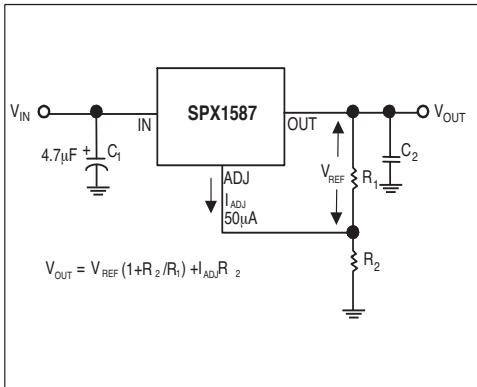 V_IN
IN
SPX1587
OUT
V_OUT
4.7μF
+
C_1
ADJ
I_ADJ
50μA
V_REF
R_1
C_2
R_2
V_OUT = V_REF (1+R_2/R_1) +I_ADJ R_2